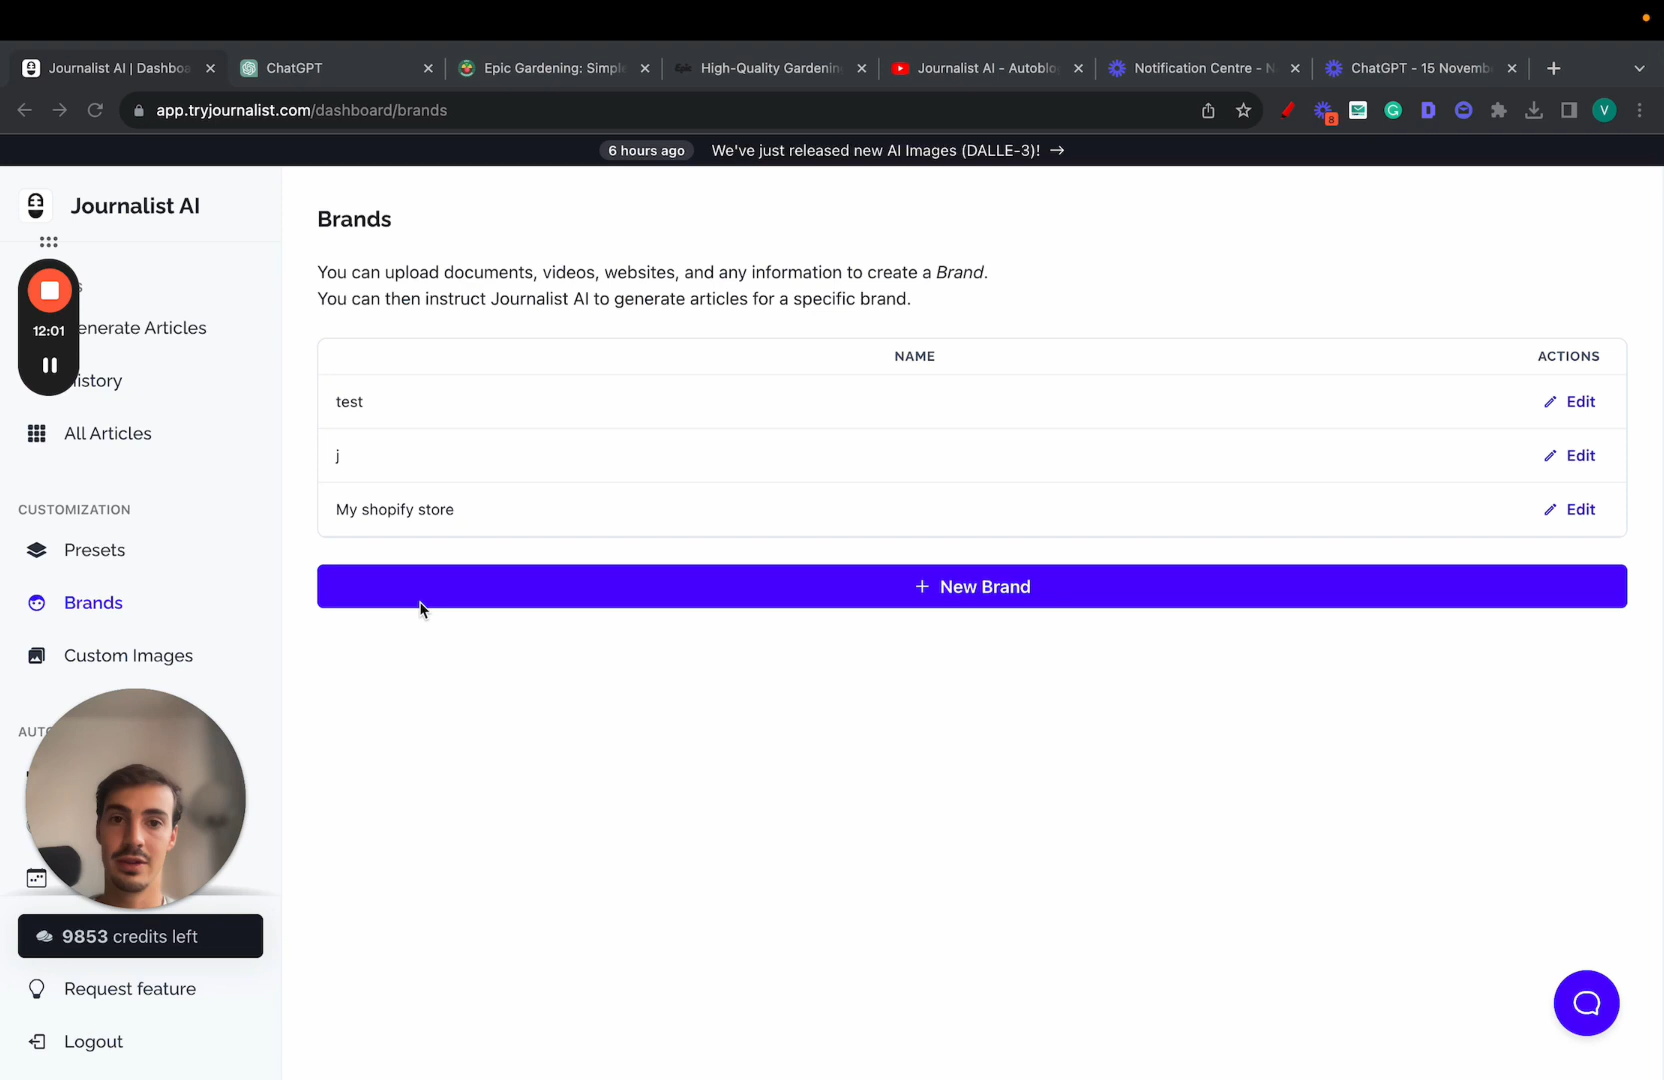 Journalist AI | Dashboa
ChatGPT
Epic Gardening: Simple
High-Quality Gardenin
Journalist AI - Autoblo
Notification Centre - N
ChatGPT - 15 Novemb
app.tryjournalist.com/dashboard/brands
8
V
6 hours ago We've just released new AI Images (DALLE-3)! →
Journalist AI
s
12:01
enerate Articles
istory
All Articles
CUSTOMIZATION
Presets
Brands
Custom Images
AUTO
9853 credits left
Request feature
Logout
Brands
You can upload documents, videos, websites, and any information to create a Brand.
You can then instruct Journalist AI to generate articles for a specific brand.
NAME ACTIONS
test Edit
j Edit
My shopify store Edit
+ New Brand